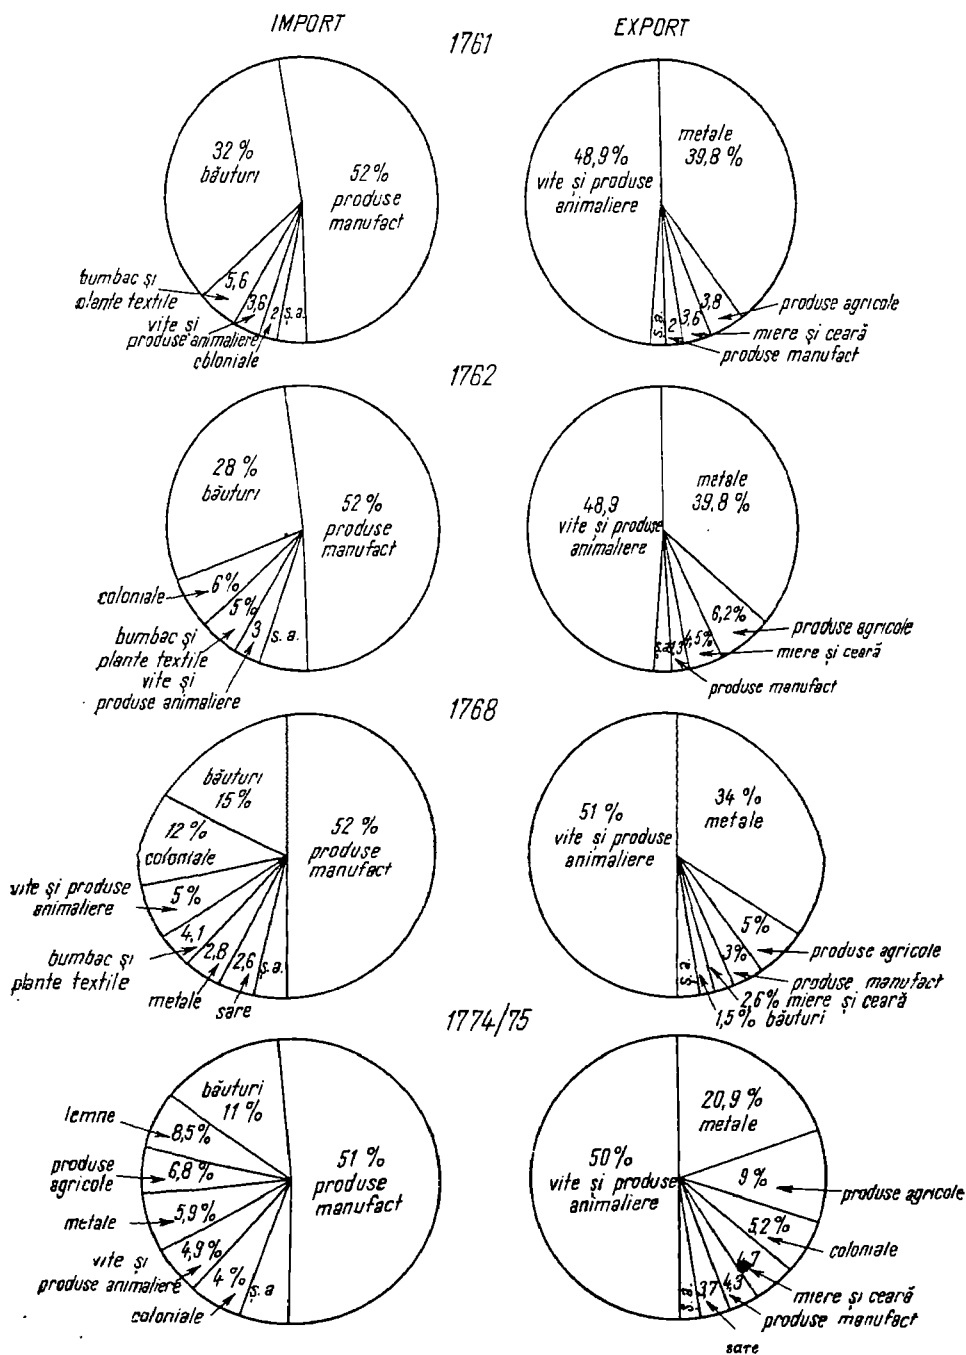 IMPORT
EXPORT
1761
32 %
băuturi
52 %
produse
manufact
bumbac și
plante textile
5,6
vite și
produse animaliere
3,6
coloniale
2
ș.a.
48,9 %
vite și produse
animaliere
metale
39,8 %
3,8
produse agricole
3,6
miere și ceară
2
produse manufact
ș.a.
1762
28 %
băuturi
52 %
produse
manufact
coloniale
6 %
5 %
bumbac și
plante textile
3
vite și
produse animaliere
ș.a.
48,9
vite și produse
animaliere
metale
39,8 %
6,2%
produse agricole
4,5%
miere și ceară
produse manufact
ș.a.
1768
băuturi
15 %
52 %
produse
manufact
12 %
coloniale
vite și produse
animaliere
5 %
4,1
bumbac și
plante textile
2,8
metale
2,6
sare
ș.a.
51 %
vite și produse
animaliere
34 %
metale
5%
produse agricole
3%
produse manufact
2,6% miere și ceară
1,5% băuturi
ș.a.
1774/75
băuturi
11 %
51 %
produse
manufact
lemne
8,5%
produse
agricole
6,8%
metale
5,9%
vite și
produse animaliere
4,9 %
coloniale
4 %
ș.a
50%
vite și produse
animaliere
20,9 %
metale
9 %
produse agricole
5,2 %
coloniale
4,7
miere și ceară
4,3
produse manufact
3,7
sare
ș.a.